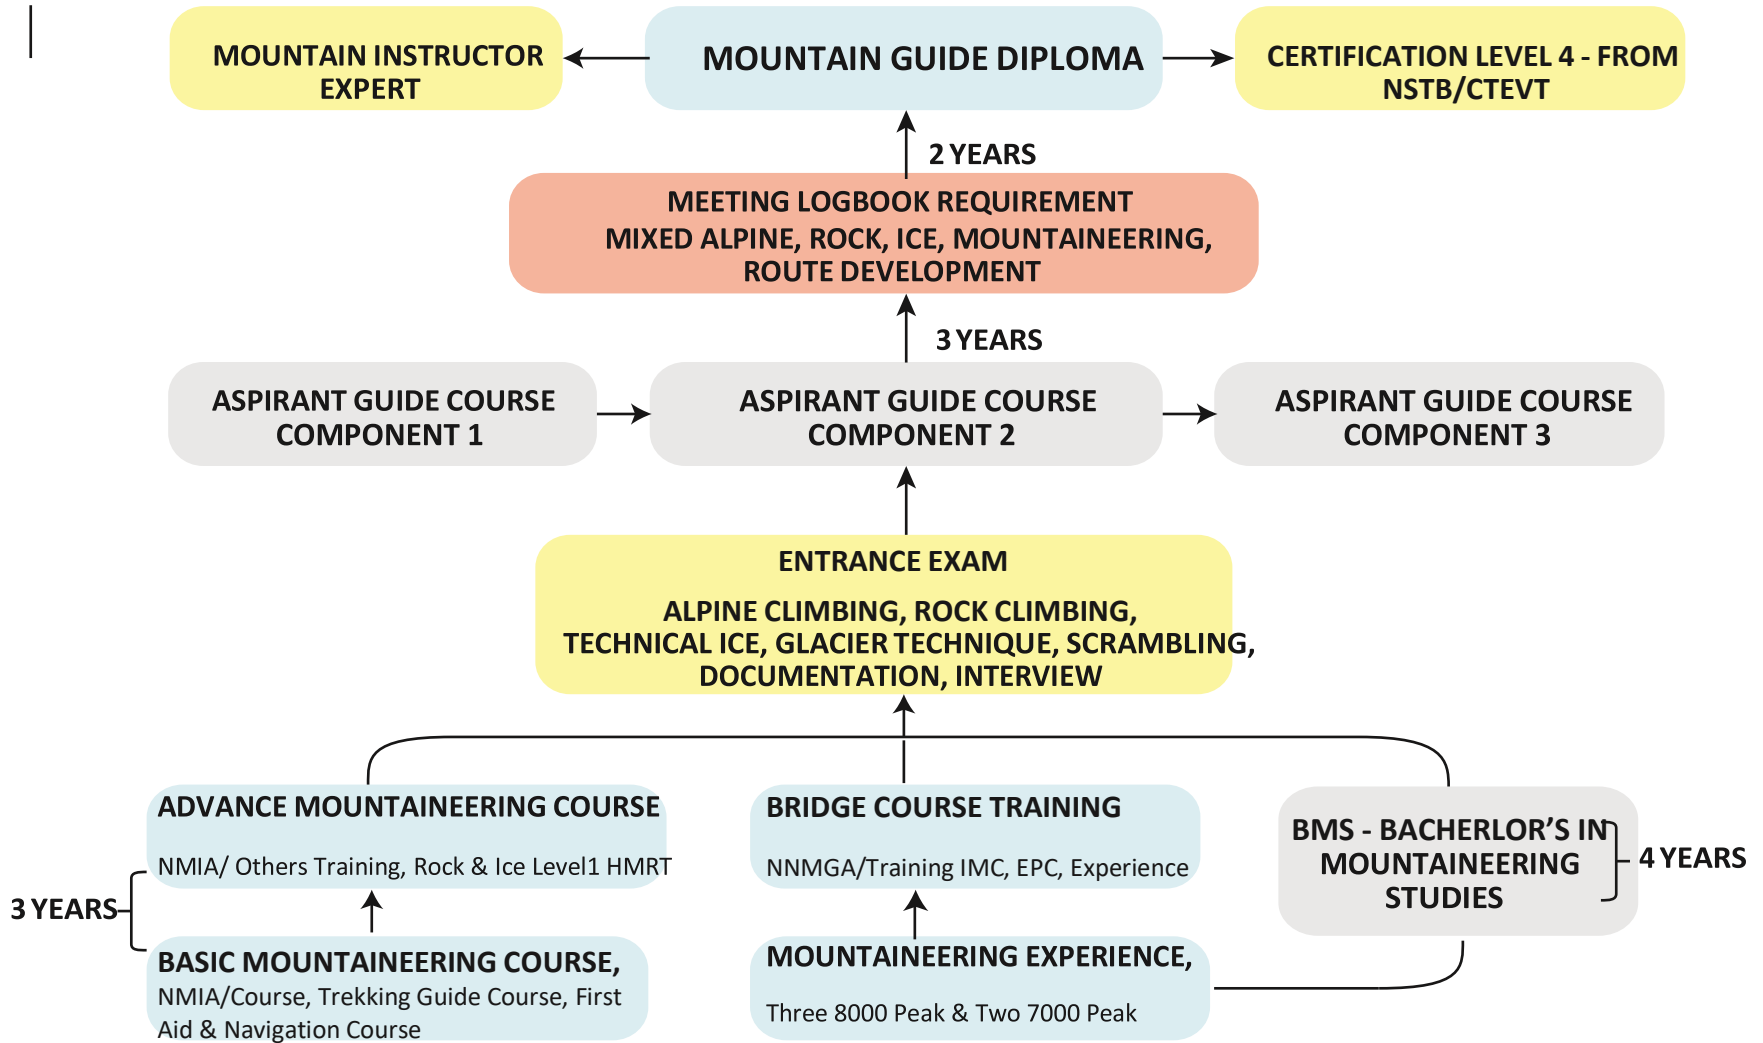 MOUNTAIN INSTRUCTOR
EXPERT
MOUNTAIN GUIDE DIPLOMA
CERTIFICATION LEVEL 4 - FROM
NSTB/CTEVT
2 YEARS
MEETING LOGBOOK REQUIREMENT
MIXED ALPINE, ROCK, ICE, MOUNTAINEERING,
ROUTE DEVELOPMENT
3 YEARS
ASPIRANT GUIDE COURSE
COMPONENT 1
ASPIRANT GUIDE COURSE
COMPONENT 2
ASPIRANT GUIDE COURSE
COMPONENT 3
ENTRANCE EXAM
ALPINE CLIMBING, ROCK CLIMBING,
TECHNICAL ICE, GLACIER TECHNIQUE, SCRAMBLING,
DOCUMENTATION, INTERVIEW
ADVANCE MOUNTAINEERING COURSE
NMIA/ Others Training, Rock & Ice Level1 HMRT
BRIDGE COURSE TRAINING
NNMGA/Training IMC, EPC, Experience
BMS - BACHERLOR'S IN
MOUNTAINEERING
STUDIES
4 YEARS
3 YEARS
BASIC MOUNTAINEERING COURSE,
NMIA/Course, Trekking Guide Course, First
Aid & Navigation Course
MOUNTAINEERING EXPERIENCE,
Three 8000 Peak & Two 7000 Peak